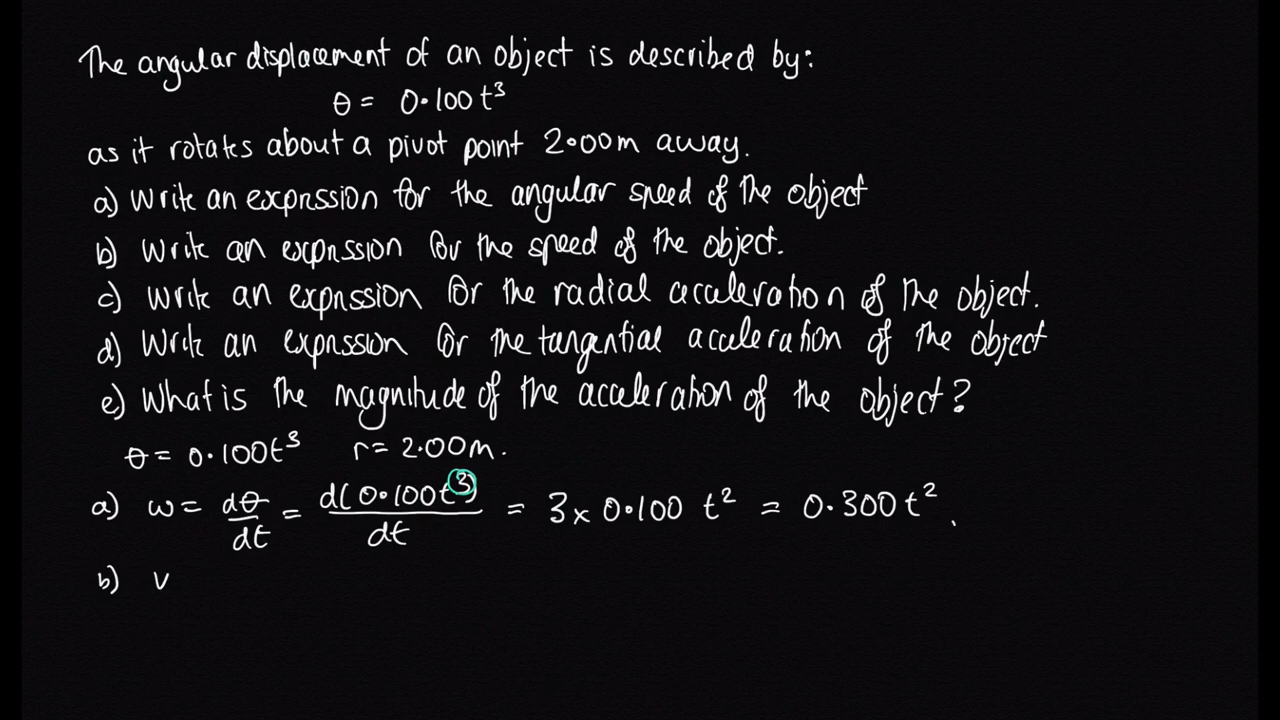 The angular displacement of an object is described by:
θ = 0.100 t³
as it rotates about a pivot point 2.00m away.
a) Write an expression for the angular speed of the object
b) Write an expression for the speed of the object.
c) Write an expression for the radial acceleration of the object.
d) Write an expression for the tangential acceleration of the object
e) What is the magnitude of the acceleration of the object?
θ = 0.100t³ r = 2.00m.
a) ω = dθ/dt = d(0.100t³)/dt = 3 x 0.100 t² = 0.300 t².
b) v